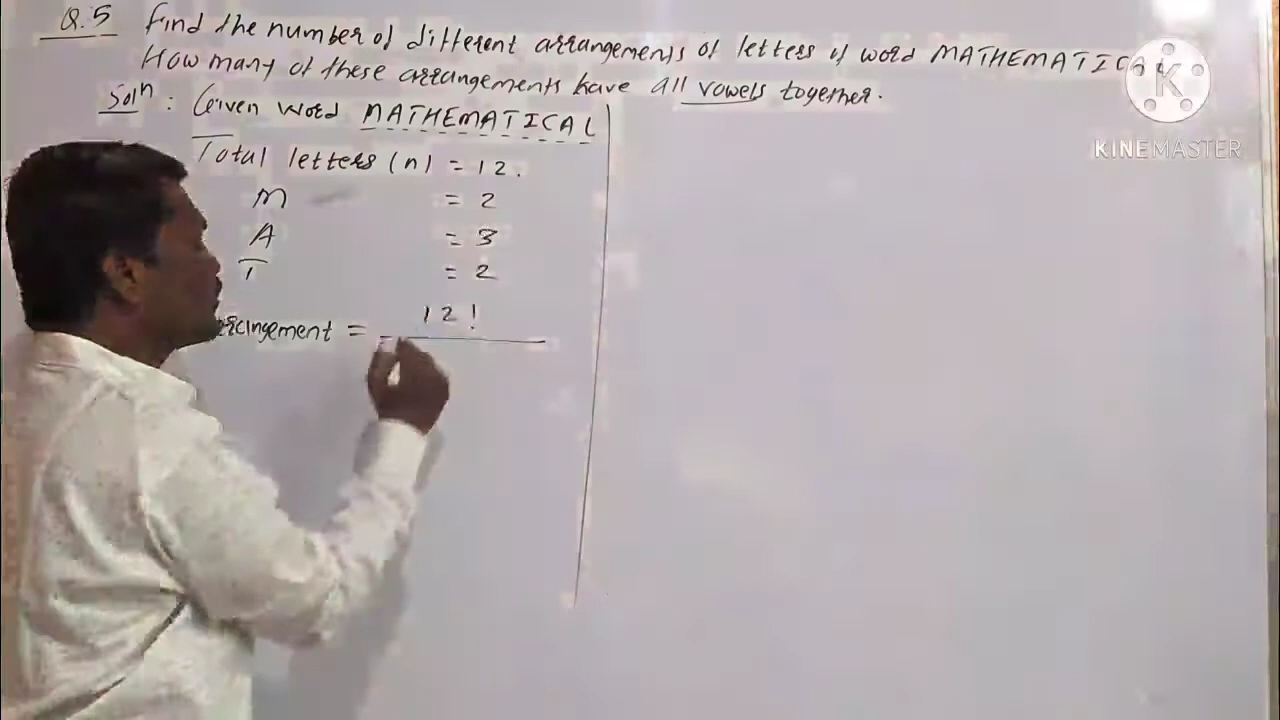 Q.5 Find the number of different arrangements of letters of word MATHEMATICAL
How many of these arrangements have all vowels together.
Solⁿ : Given word MATHEMATICAL
Total letters (n) = 12.
M = 2
A = 3
T = 2
arrangement = 12!
K
KINEMASTER